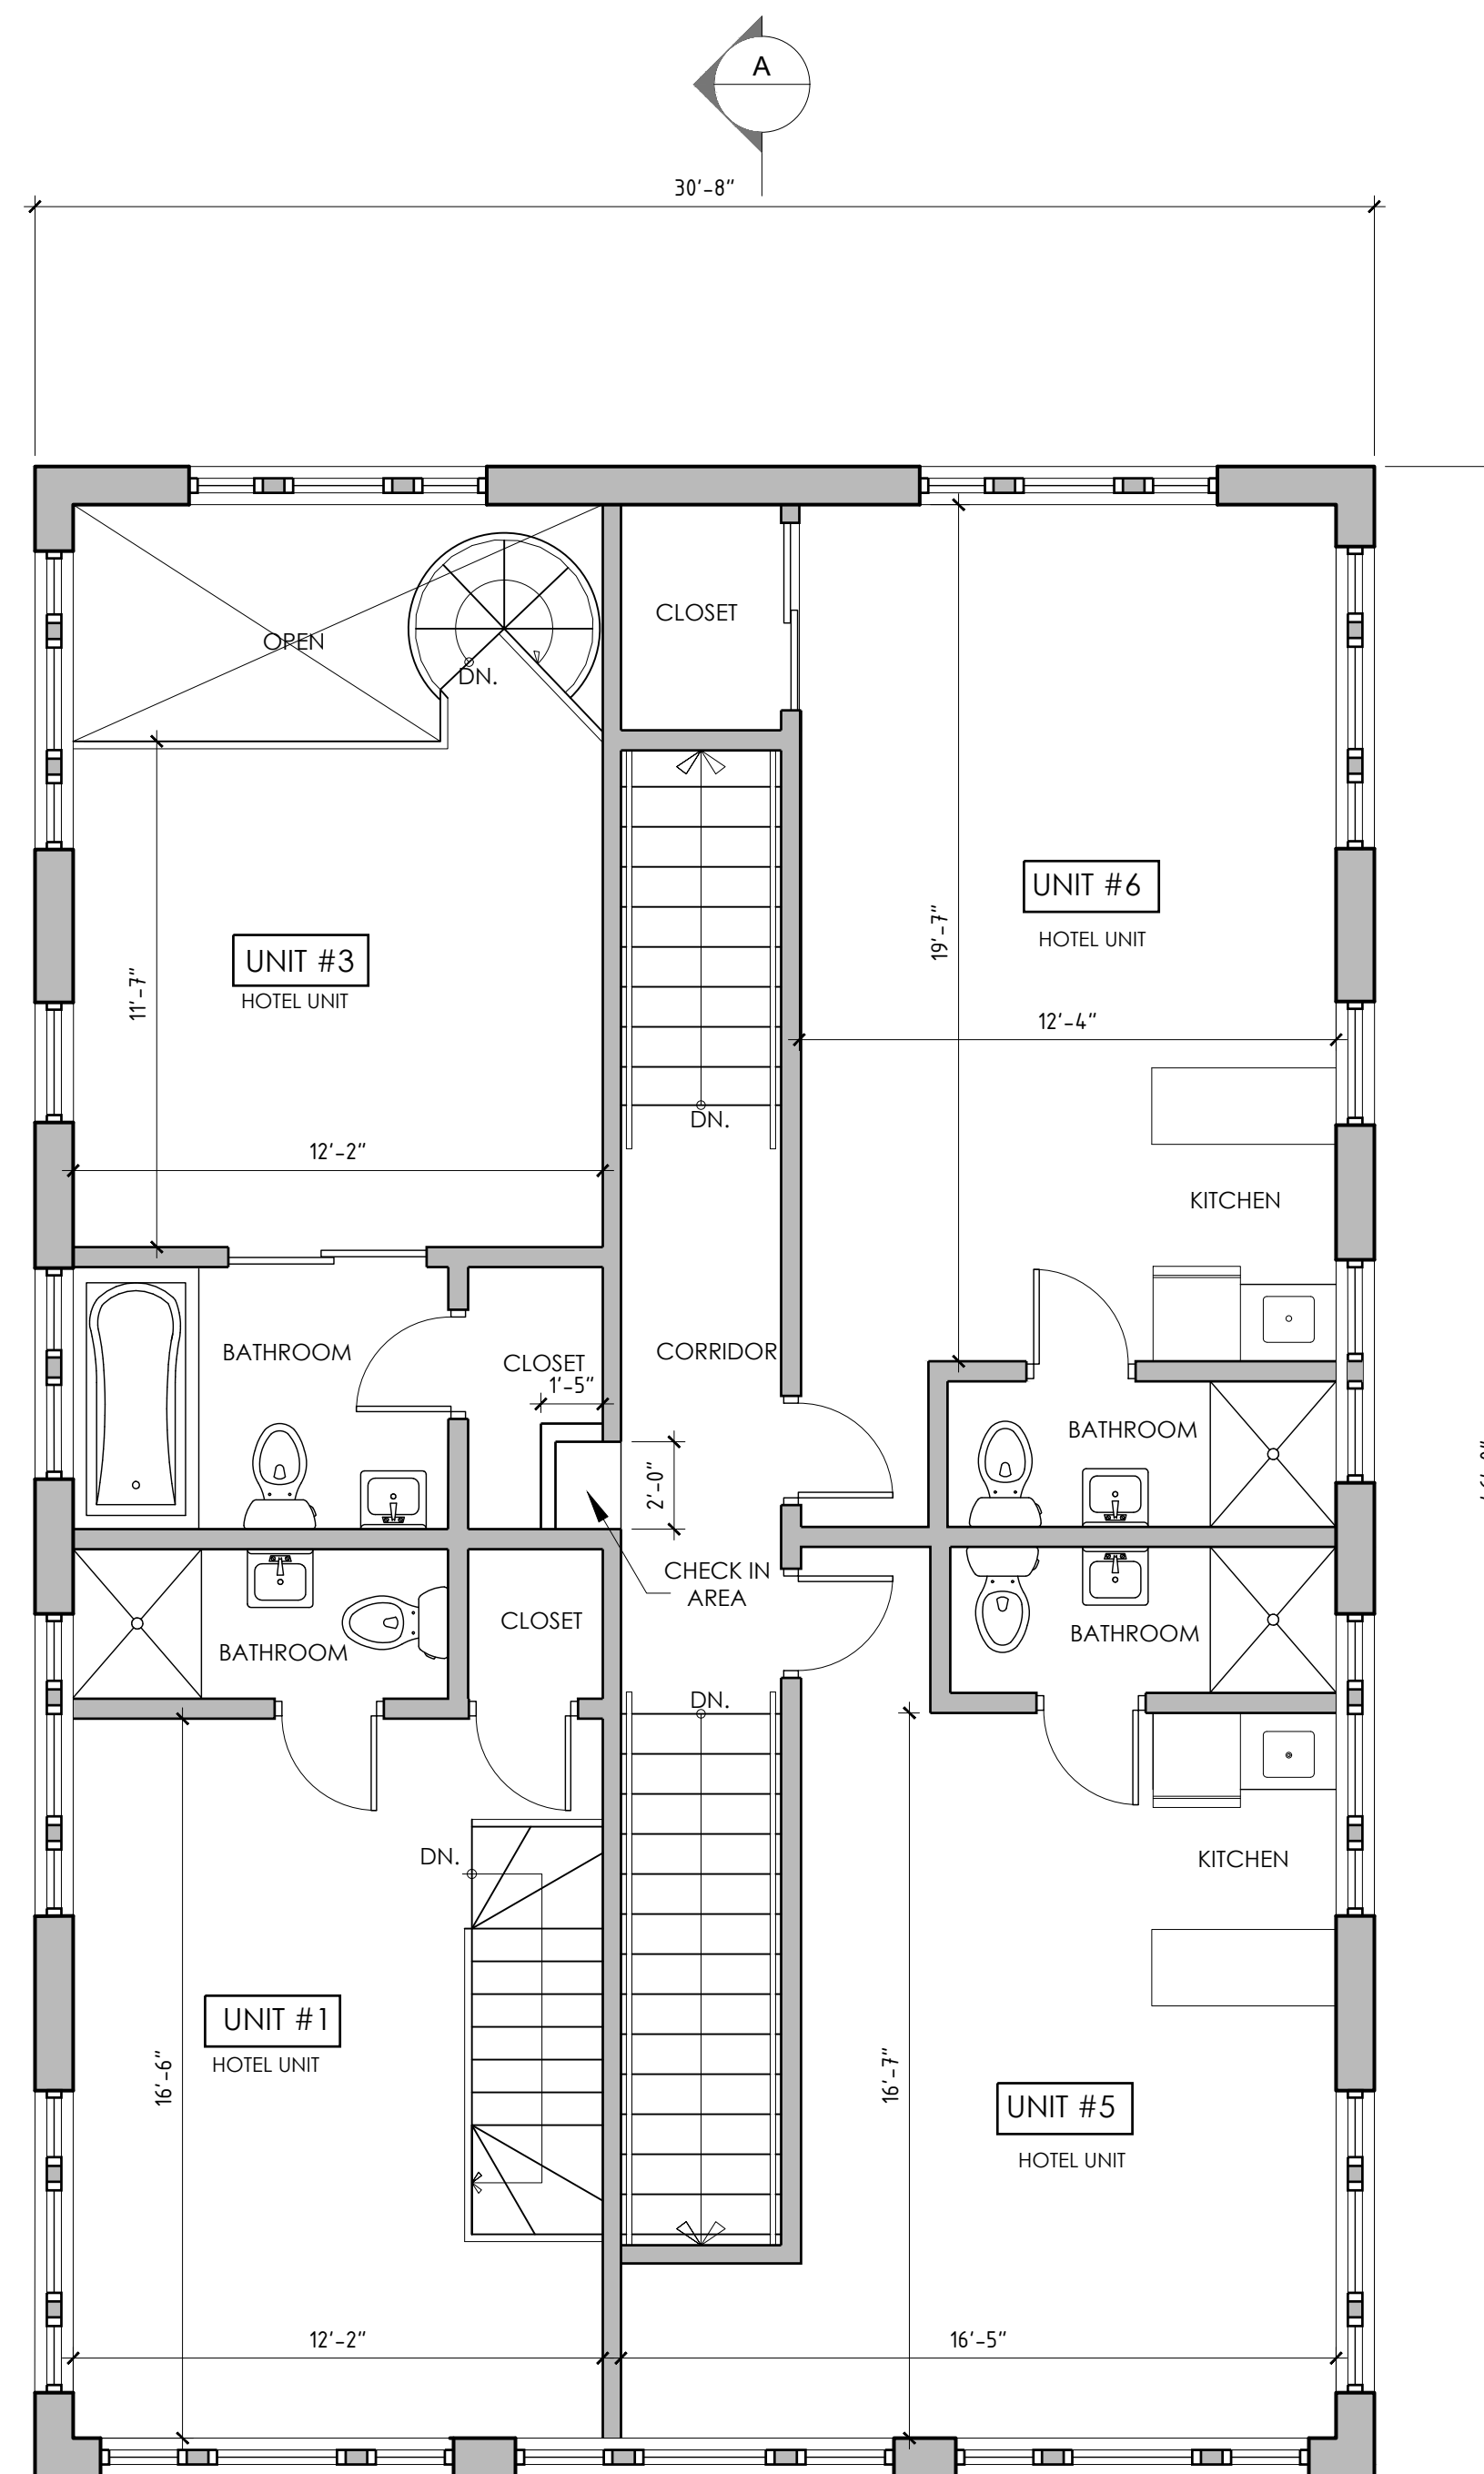 A
30'-8"
CLOSET
OPEN
DN.
UNIT #6
HOTEL UNIT
19'-7"
UNIT #3
HOTEL UNIT
11'-7"
12'-4"
DN.
12'-2"
KITCHEN
BATHROOM
CORRIDOR
CLOSET
1'-5"
BATHROOM
2'-0"
CHECK IN
AREA
CLOSET
BATHROOM
BATHROOM
DN.
DN.
KITCHEN
UNIT #1
HOTEL UNIT
16'-6"
16'-7"
UNIT #5
HOTEL UNIT
12'-2"
16'-5"